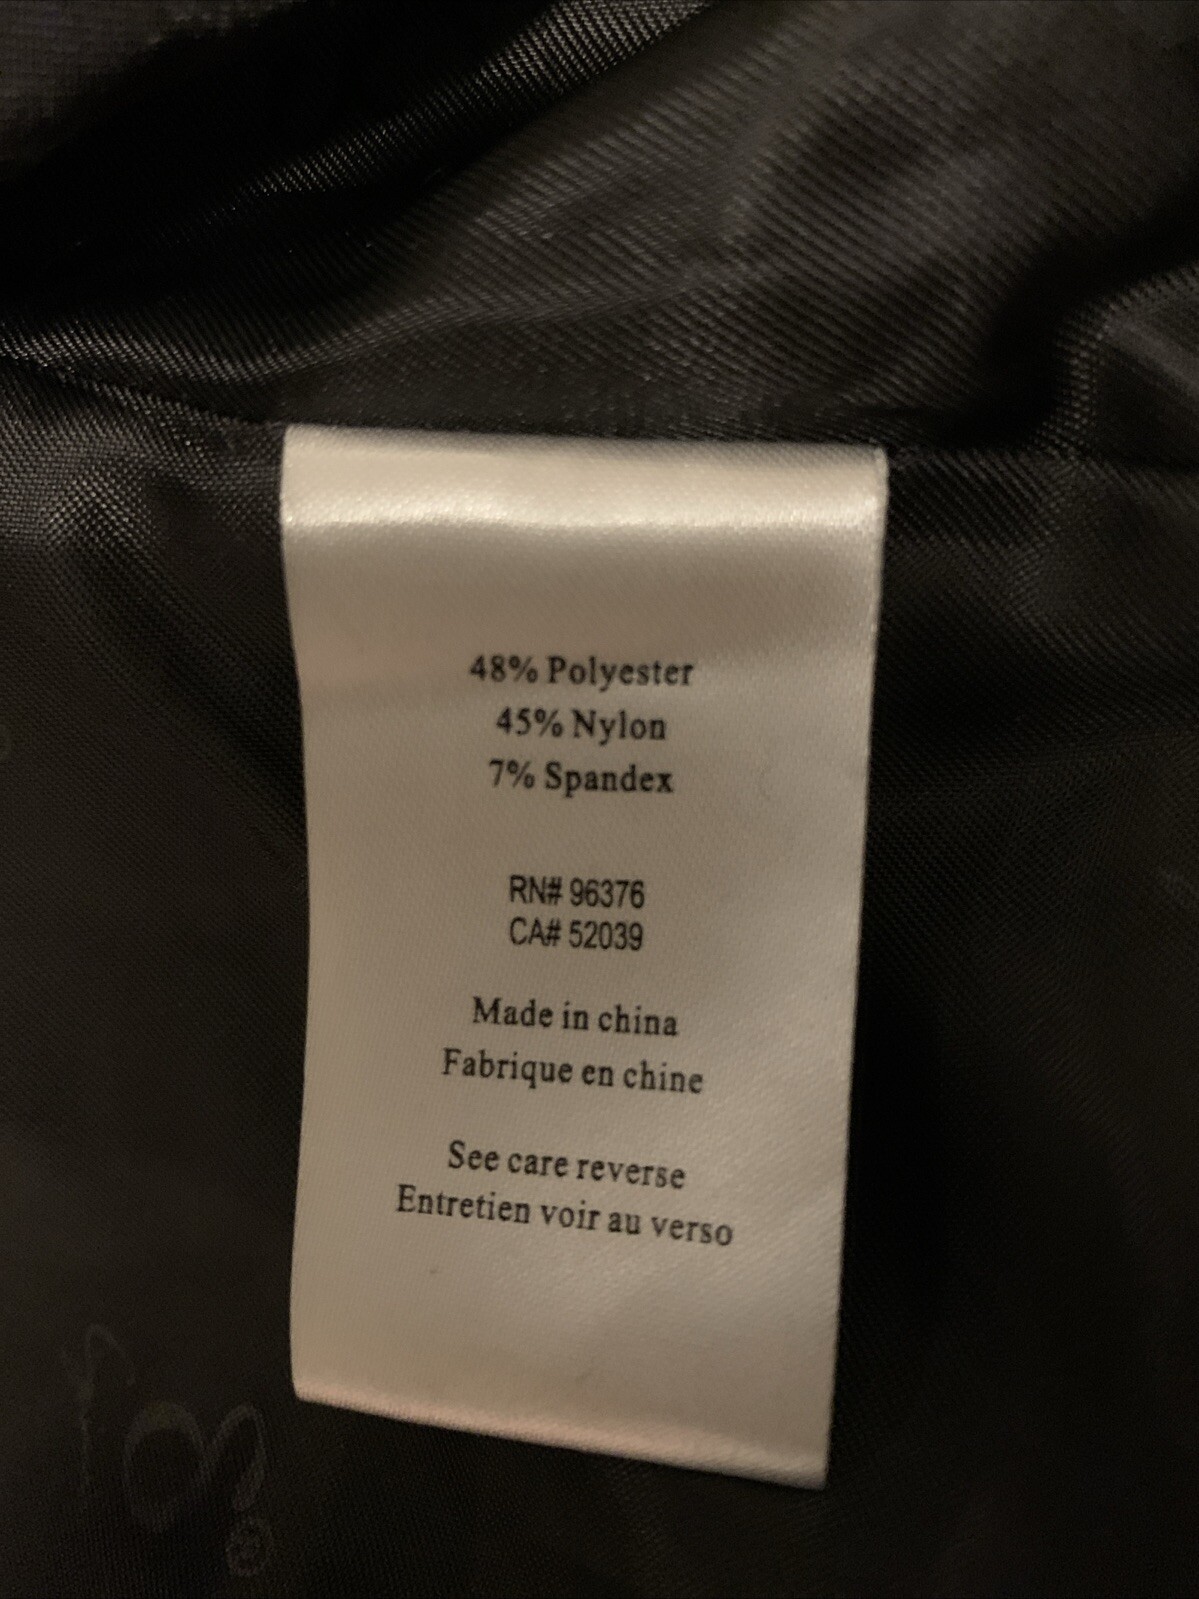 48% Polyester
45% Nylon
7% Spandex
RN# 96376
CA# 52039
Made in china
Fabrique en chine
See care reverse
Entretien voir au verso